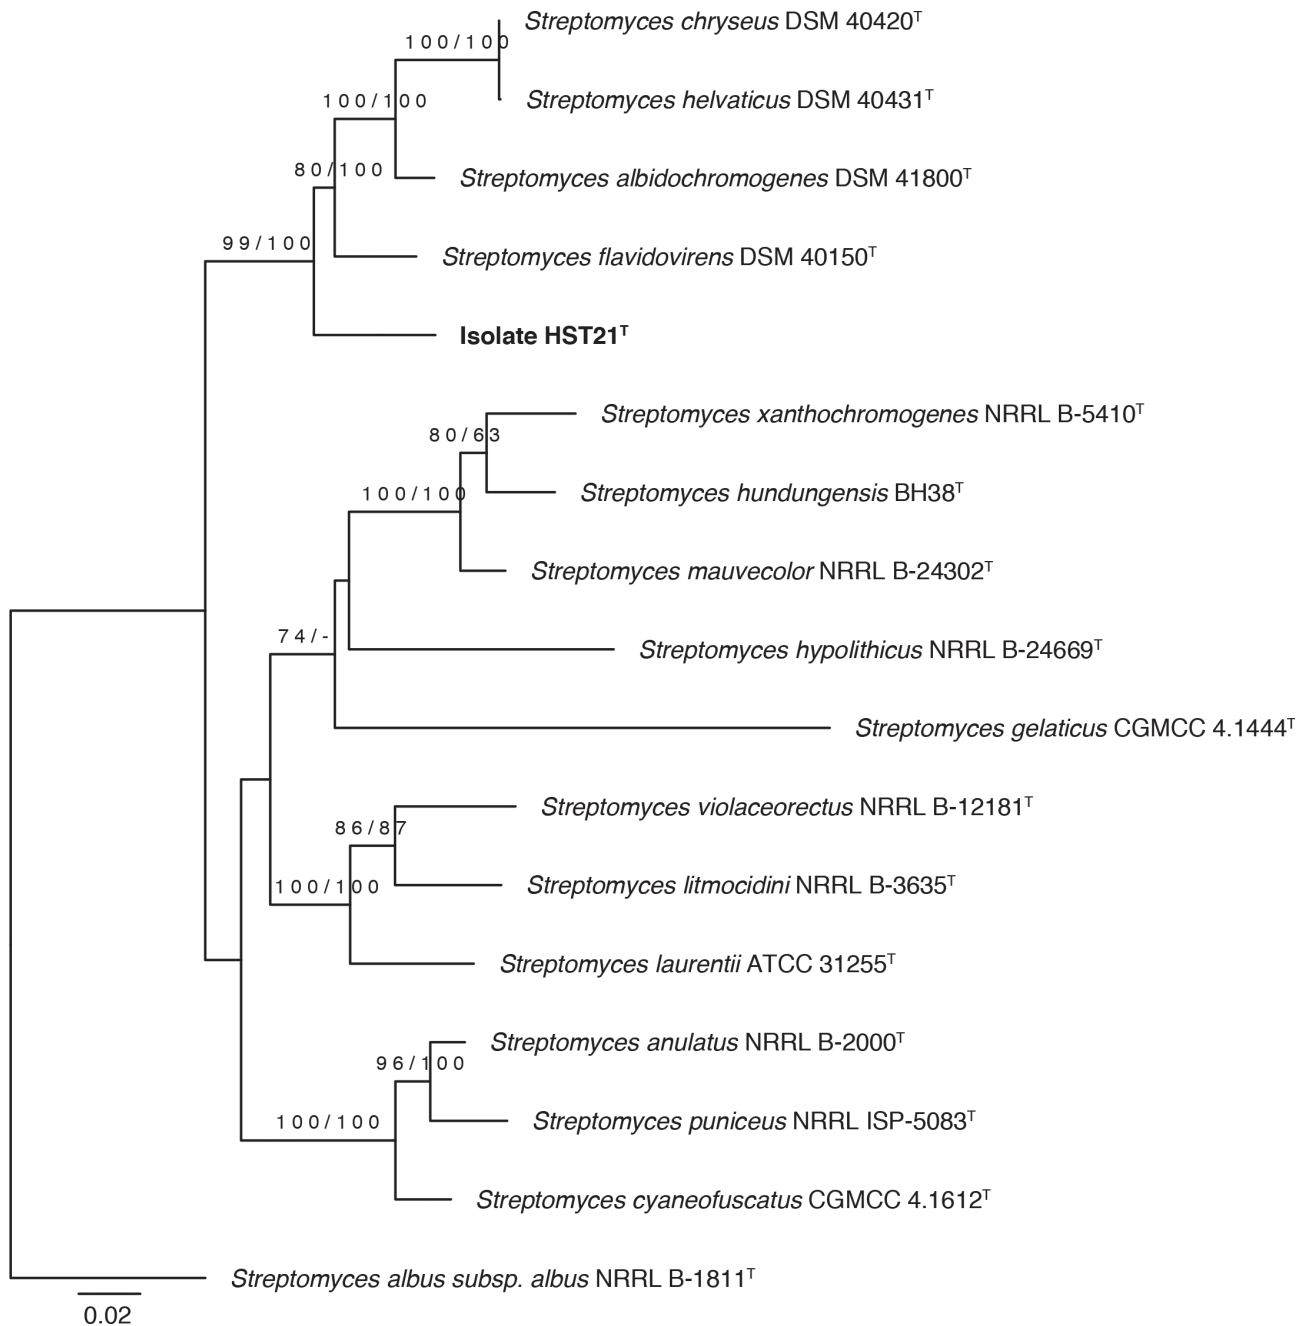 Streptomyces chryseus DSM 40420ᵀ
100/100
Streptomyces helvaticus DSM 40431ᵀ
100/100
80/100
Streptomyces albidochromogenes DSM 41800ᵀ
99/100
Streptomyces flavidovirens DSM 40150ᵀ
Isolate HST21ᵀ
Streptomyces xanthochromogenes NRRL B-5410ᵀ
80/63
100/100
Streptomyces hundungensis BH38ᵀ
Streptomyces mauvecolor NRRL B-24302ᵀ
74/-
Streptomyces hypolithicus NRRL B-24669ᵀ
Streptomyces gelaticus CGMCC 4.1444ᵀ
Streptomyces violaceorectus NRRL B-12181ᵀ
86/87
100/100
Streptomyces litmocidini NRRL B-3635ᵀ
Streptomyces laurentii ATCC 31255ᵀ
Streptomyces anulatus NRRL B-2000ᵀ
96/100
100/100
Streptomyces puniceus NRRL ISP-5083ᵀ
Streptomyces cyaneofuscatus CGMCC 4.1612ᵀ
Streptomyces albus subsp. albus NRRL B-1811ᵀ
0.02